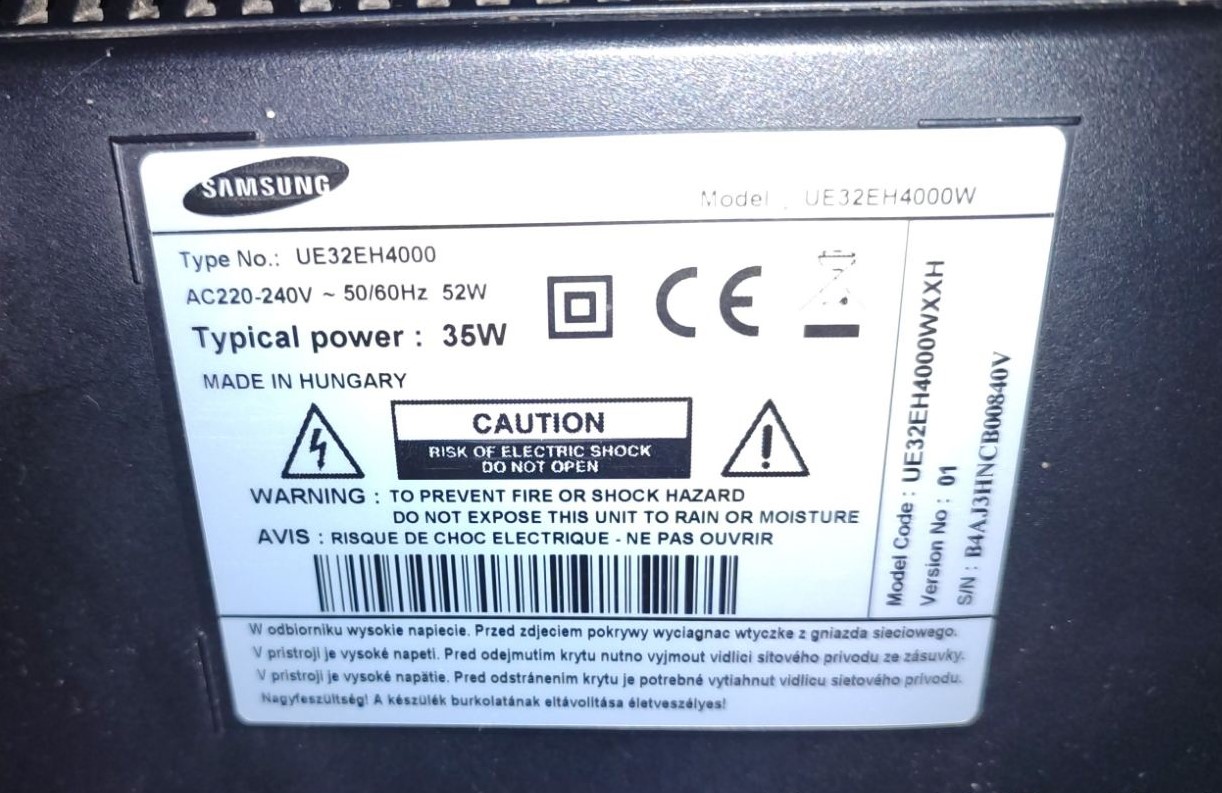 SAMSUNG
Model : UE32EH4000W
Type No.: UE32EH4000
AC220-240V ~ 50/60Hz 52W
Typical power : 35W
MADE IN HUNGARY
CE
CAUTION
RISK OF ELECTRIC SHOCK
DO NOT OPEN
WARNING : TO PREVENT FIRE OR SHOCK HAZARD
DO NOT EXPOSE THIS UNIT TO RAIN OR MOISTURE
AVIS : RISQUE DE CHOC ELECTRIQUE - NE PAS OUVRIR
Model Code : UE32EH4000WXXH
Version No : 01
S/N : B4AJ3HNCB00840V
W odbiorniku wysokie napiecie. Przed zdjeciem pokrywy wyciagnac wtyczke z gniazda sieciowego.
V pristroji je vysoké napeti. Pred odejmutim krytu nutno vyjmout vidlici sítového privodu ze zásuvky.
V pristroji je vysoké napätie. Pred odstránenim krytu je potrebné vytiahnut vidlicu sietového privodu.
Nagyfeszültség! A készülék burkolatának eltávolítása életveszélyes!